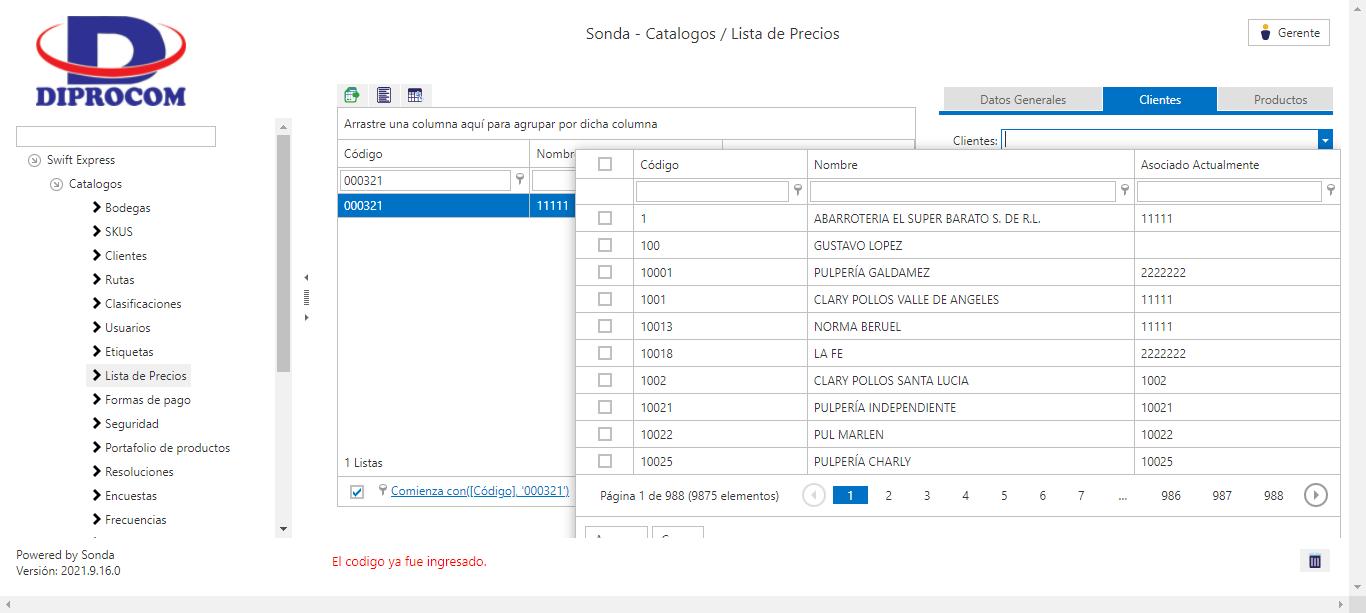 DIPROCOM
Sonda - Catalogos / Lista de Precios
Gerente
Swift Express
Catalogos
Bodegas
SKUS
Clientes
Rutas
Clasificaciones
Usuarios
Etiquetas
Lista de Precios
Formas de pago
Seguridad
Portafolio de productos
Resoluciones
Encuestas
Frecuencias
Powered by Sonda
Versión: 2021.9.16.0
Arrastre una columna aquí para agrupar por dicha columna
Código
000321
000321 11111
1 Listas
Comienza con([Código], '000321')
El codigo ya fue ingresado.
Datos Generales Clientes Productos
Clientes:
Código Nombre Asociado Actualmente
1 ABARROTERIA EL SUPER BARATO S. DE R.L. 11111
100 GUSTAVO LOPEZ
10001 PULPERÍA GALDAMEZ 2222222
1001 CLARY POLLOS VALLE DE ANGELES 11111
10013 NORMA BERUEL 11111
10018 LA FE 2222222
1002 CLARY POLLOS SANTA LUCIA 1002
10021 PULPERÍA INDEPENDIENTE 10021
10022 PUL MARLEN 10022
10025 PULPERÍA CHARLY 10025
Página 1 de 988 (9875 elementos) 1 2 3 4 5 6 7 ... 986 987 988